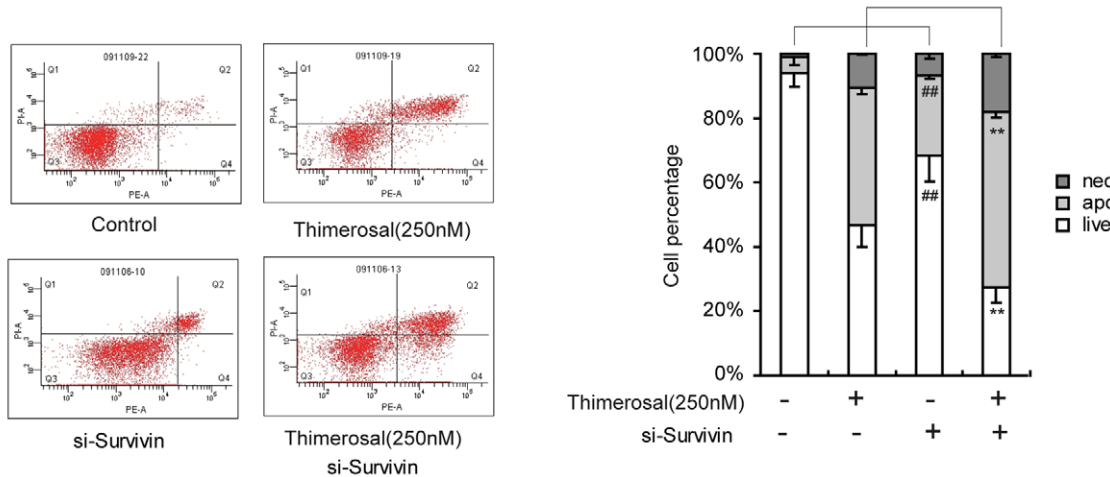 091109-22
Q1
Q2
Q3
Q4
PI-A
PE-A
Control
091109-19
Q1
Q2
Q3
Q4
PI-A
PE-A
Thimerosal(250nM)
091106-10
Q1
Q2
Q3
Q4
PI-A
PE-A
si-Survivin
091106-13
Q1
Q2
Q3
Q4
PI-A
PE-A
Thimerosal(250nM)
si-Survivin
Cell percentage
100%
80%
60%
40%
20%
0%
##
##
**
**
nec
apo
live
Thimerosal(250nM) - + - +
si-Survivin - - + +